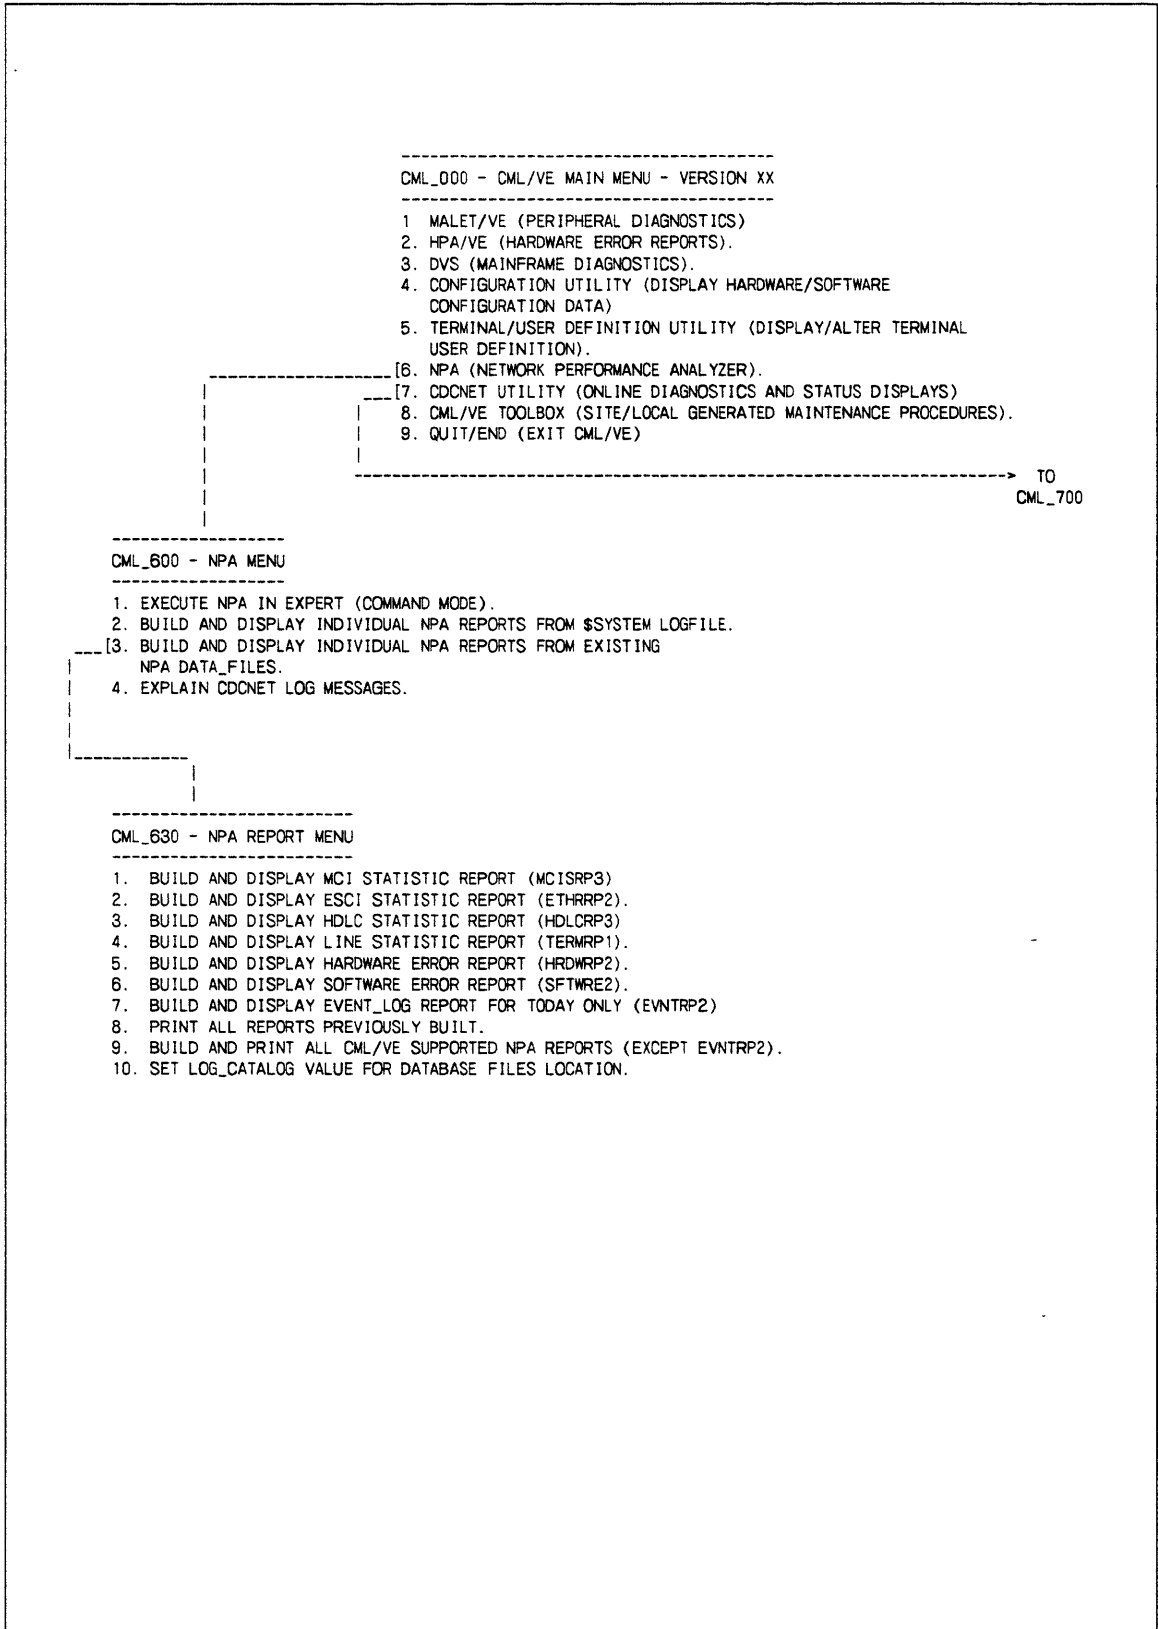 CML_000 - CML/VE MAIN MENU - VERSION XX
1 MALET/VE (PERIPHERAL DIAGNOSTICS)
2. HPA/VE (HARDWARE ERROR REPORTS).
3. DVS (MAINFRAME DIAGNOSTICS).
4. CONFIGURATION UTILITY (DISPLAY HARDWARE/SOFTWARE
CONFIGURATION DATA)
5. TERMINAL/USER DEFINITION UTILITY (DISPLAY/ALTER TERMINAL
USER DEFINITION).
[6. NPA (NETWORK PERFORMANCE ANALYZER).
[7. CDCNET UTILITY (ONLINE DIAGNOSTICS AND STATUS DISPLAYS)
8. CML/VE TOOLBOX (SITE/LOCAL GENERATED MAINTENANCE PROCEDURES).
9. QUIT/END (EXIT CML/VE)
TO
CML_700
CML_600 - NPA MENU
1. EXECUTE NPA IN EXPERT (COMMAND MODE).
2. BUILD AND DISPLAY INDIVIDUAL NPA REPORTS FROM $SYSTEM LOGFILE.
[3. BUILD AND DISPLAY INDIVIDUAL NPA REPORTS FROM EXISTING
NPA DATA_FILES.
4. EXPLAIN CDCNET LOG MESSAGES.
CML_630 - NPA REPORT MENU
1. BUILD AND DISPLAY MCI STATISTIC REPORT (MCISRP3)
2. BUILD AND DISPLAY ESCI STATISTIC REPORT (ETHRRP2).
3. BUILD AND DISPLAY HDLC STATISTIC REPORT (HDLCRP3)
4. BUILD AND DISPLAY LINE STATISTIC REPORT (TERMRP1).
5. BUILD AND DISPLAY HARDWARE ERROR REPORT (HRDWRP2).
6. BUILD AND DISPLAY SOFTWARE ERROR REPORT (SFTWRE2).
7. BUILD AND DISPLAY EVENT_LOG REPORT FOR TODAY ONLY (EVNTRP2)
8. PRINT ALL REPORTS PREVIOUSLY BUILT.
9. BUILD AND PRINT ALL CML/VE SUPPORTED NPA REPORTS (EXCEPT EVNTRP2).
10. SET LOG_CATALOG VALUE FOR DATABASE FILES LOCATION.